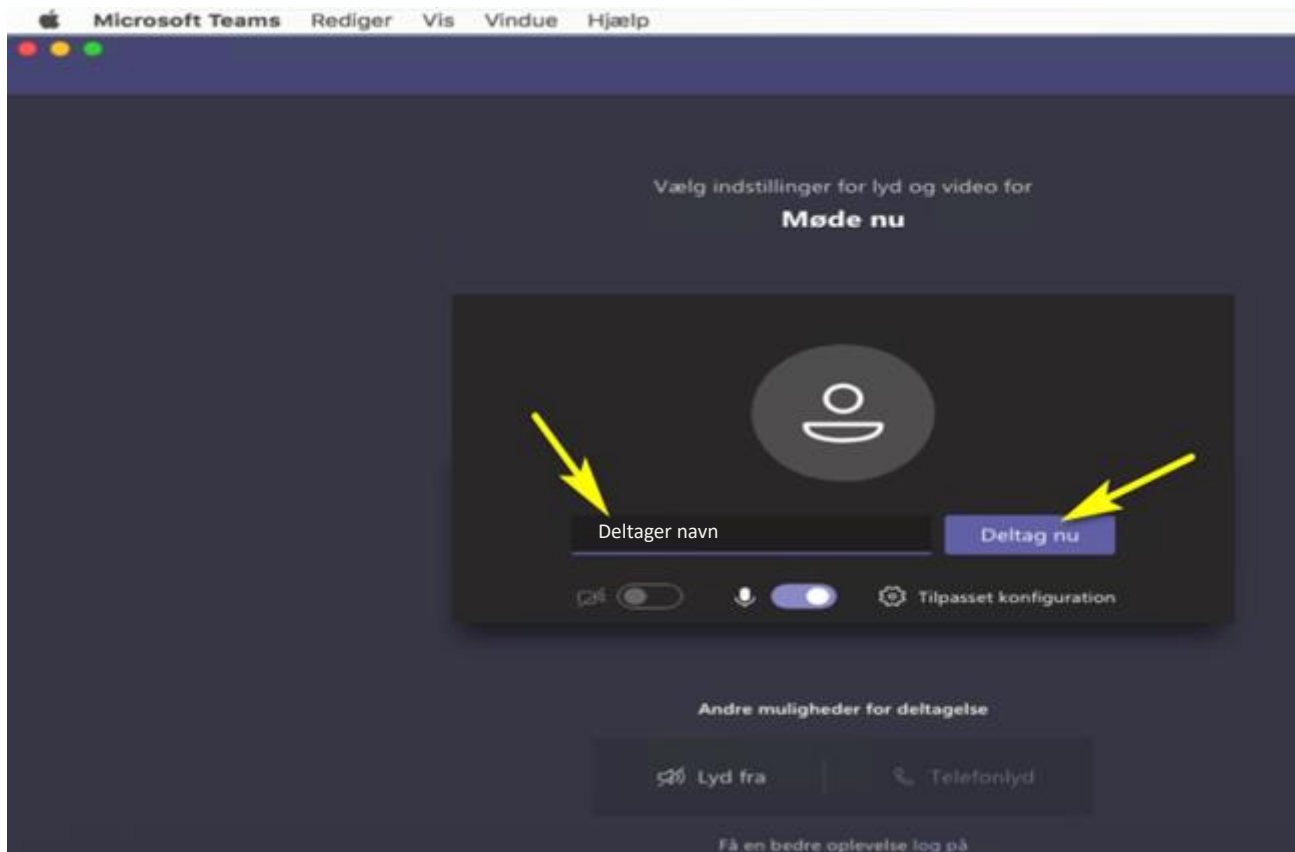 Microsoft Teams Rediger Vis Vindue Hjælp
Vælg indstillinger for lyd og video for
Møde nu
Deltager navn
Deltag nu
Tilpasset konfiguration
Andre muligheder for deltagelse
Lyd fra
Telefonlyd
Få en bedre oplevelse log på